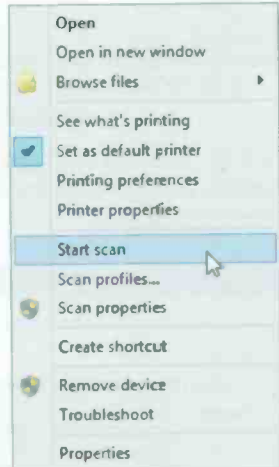 Open
Open in new window
Browse files
See what's printing
Set as default printer
Printing preferences
Printer properties
Start scan
Scan profiles...
Scan properties
Create shortcut
Remove device
Troubleshoot
Properties